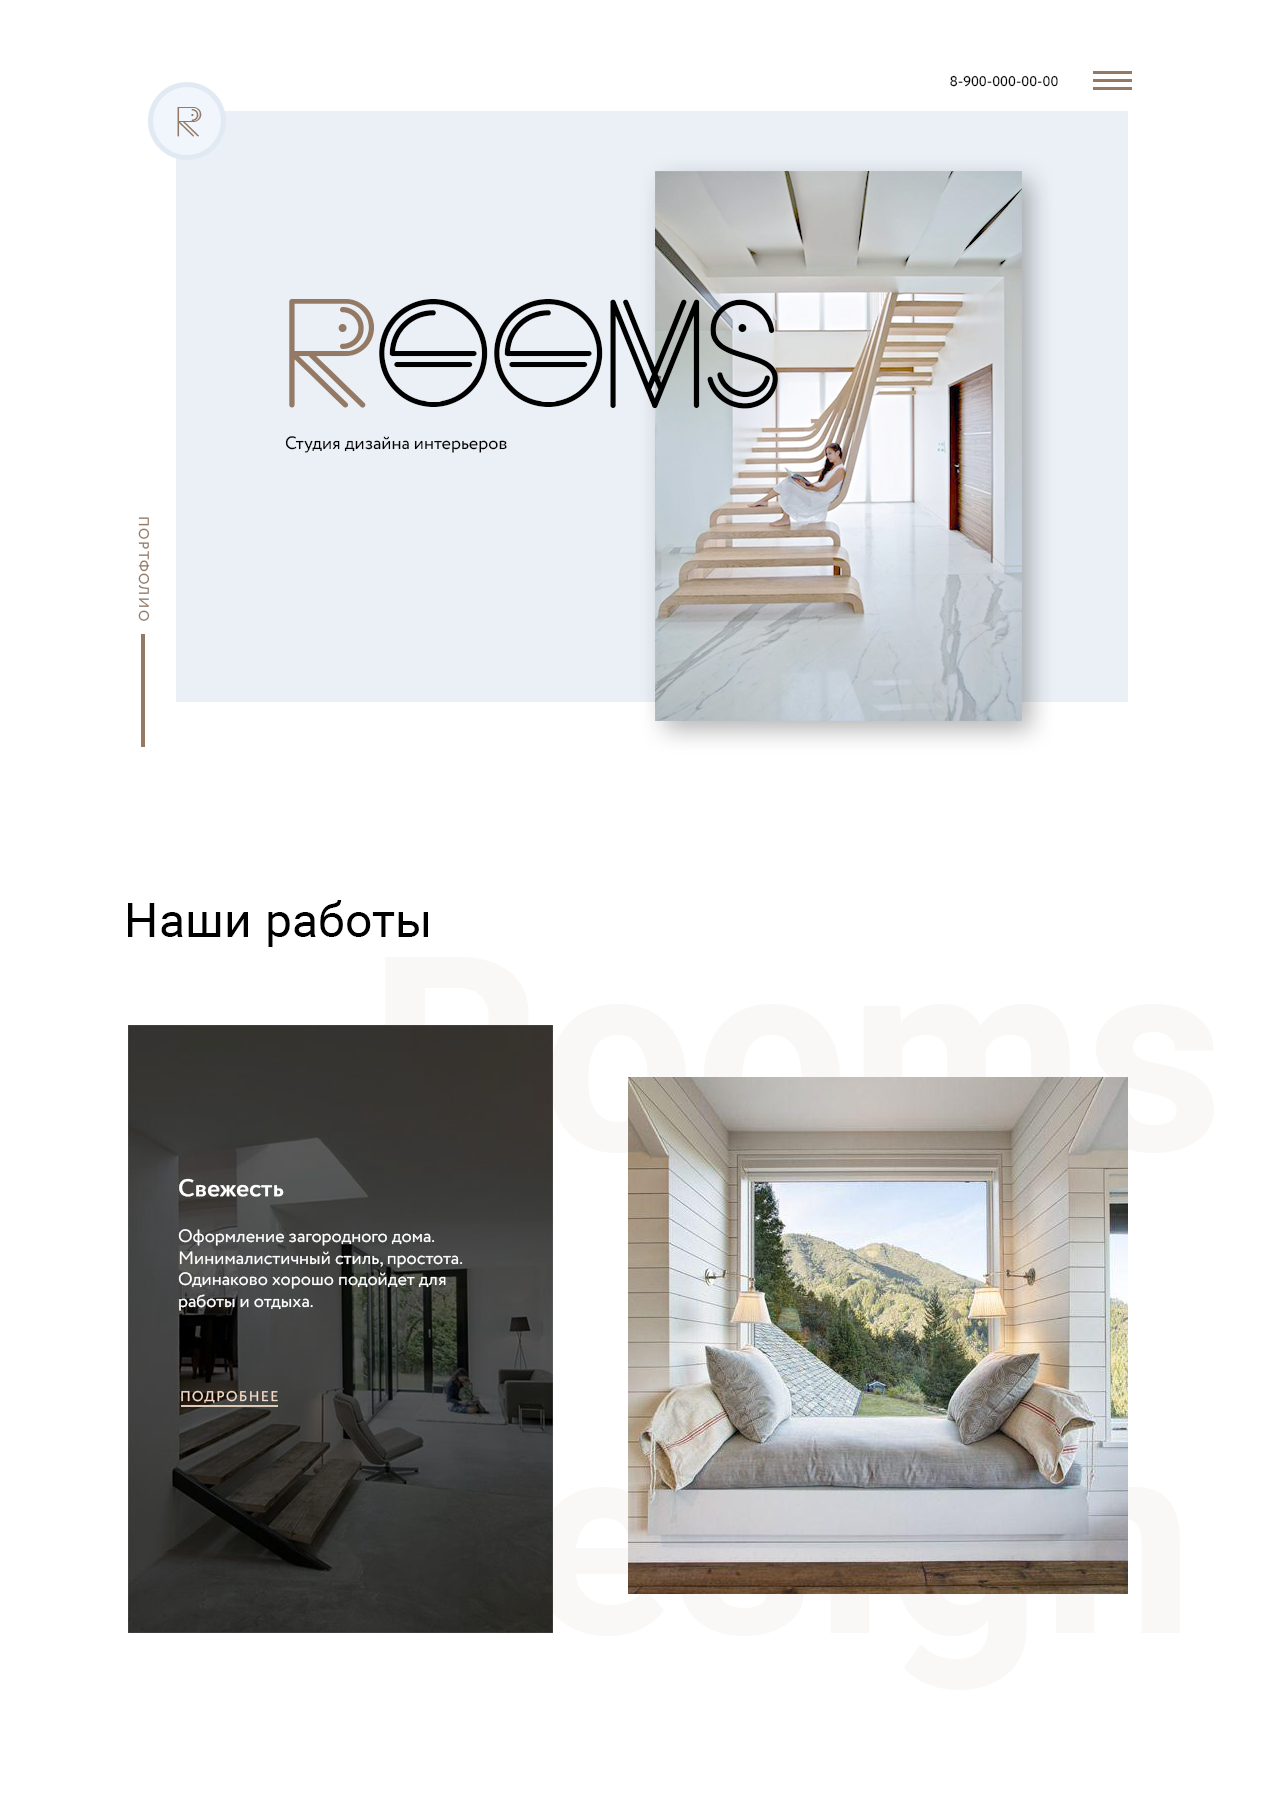 8-900-000-00-00
R
ROOMS
Студия дизайна интерьеров
ПОРТФОЛИО
Наши работы
Rooms
Свежесть
Оформление загородного дома.
Минималистичный стиль, простота.
Одинаково хорошо подойдет для
работы и отдыха.
ПОДРОБНЕЕ
esign